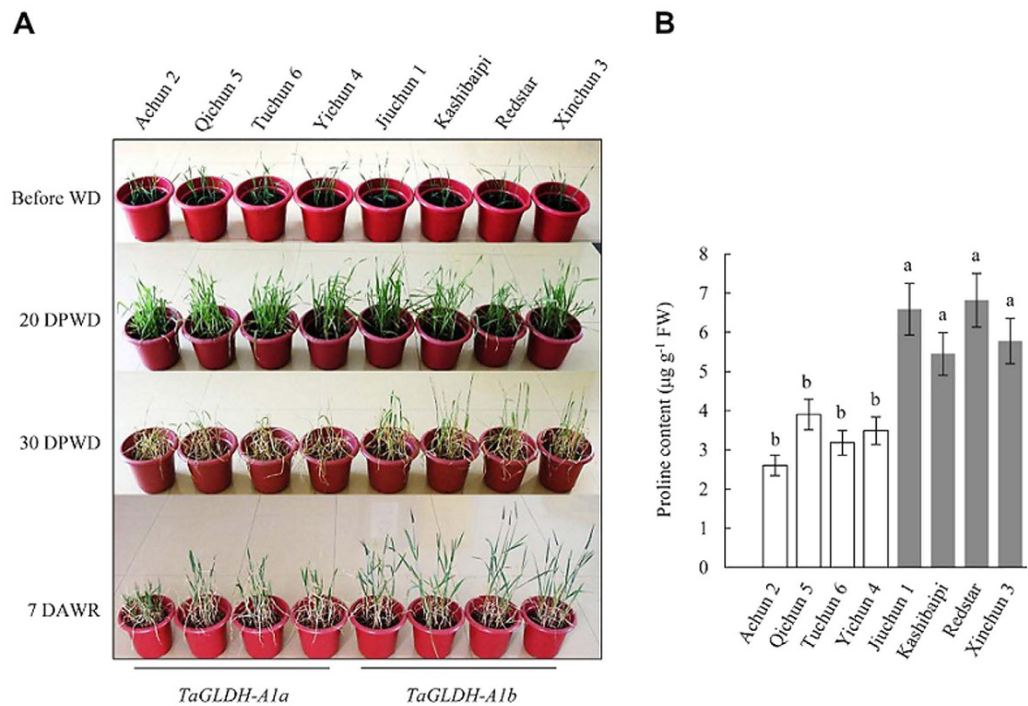 A
Achun 2
Qichun 5
Tuchun 6
Yichun 4
Jiuchun 1
Kashibaipi
Redstar
Xinchun 3
Before WD
20 DPWD
30 DPWD
7 DAWR
TaGLDH-A1a
TaGLDH-A1b
B
Proline content (µg g⁻¹ FW)
8
7
6
5
4
3
2
1
0
b
b
b
b
a
a
a
a
Achun 2
Qichun 5
Tuchun 6
Yichun 4
Jiuchun 1
Kashibaipi
Redstar
Xinchun 3